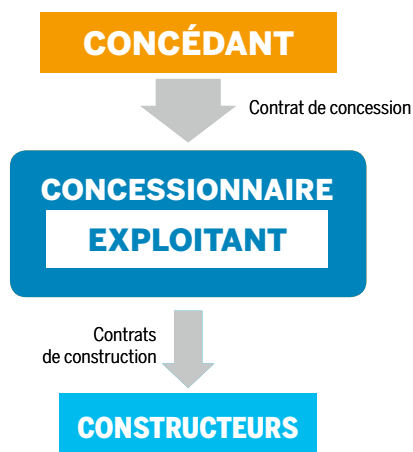 CONCÉDANT
Contrat de concession
CONCESSIONNAIRE
EXPLOITANT
Contrats
de construction
CONSTRUCTEURS